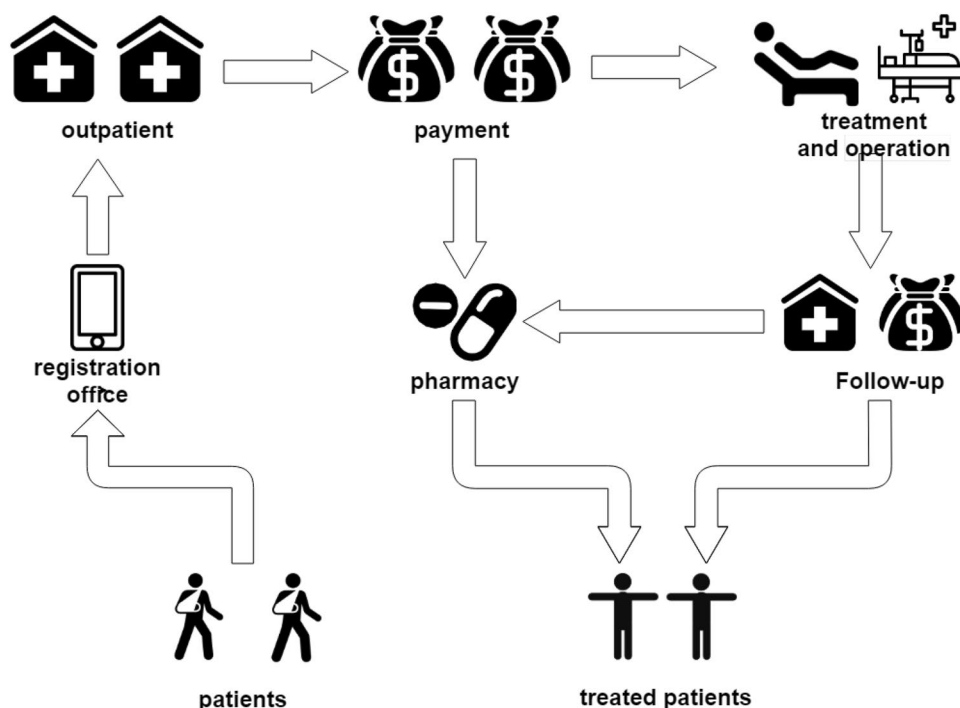 outpatient
payment
treatment
and operation
registration
office
pharmacy
Follow-up
patients
treated patients